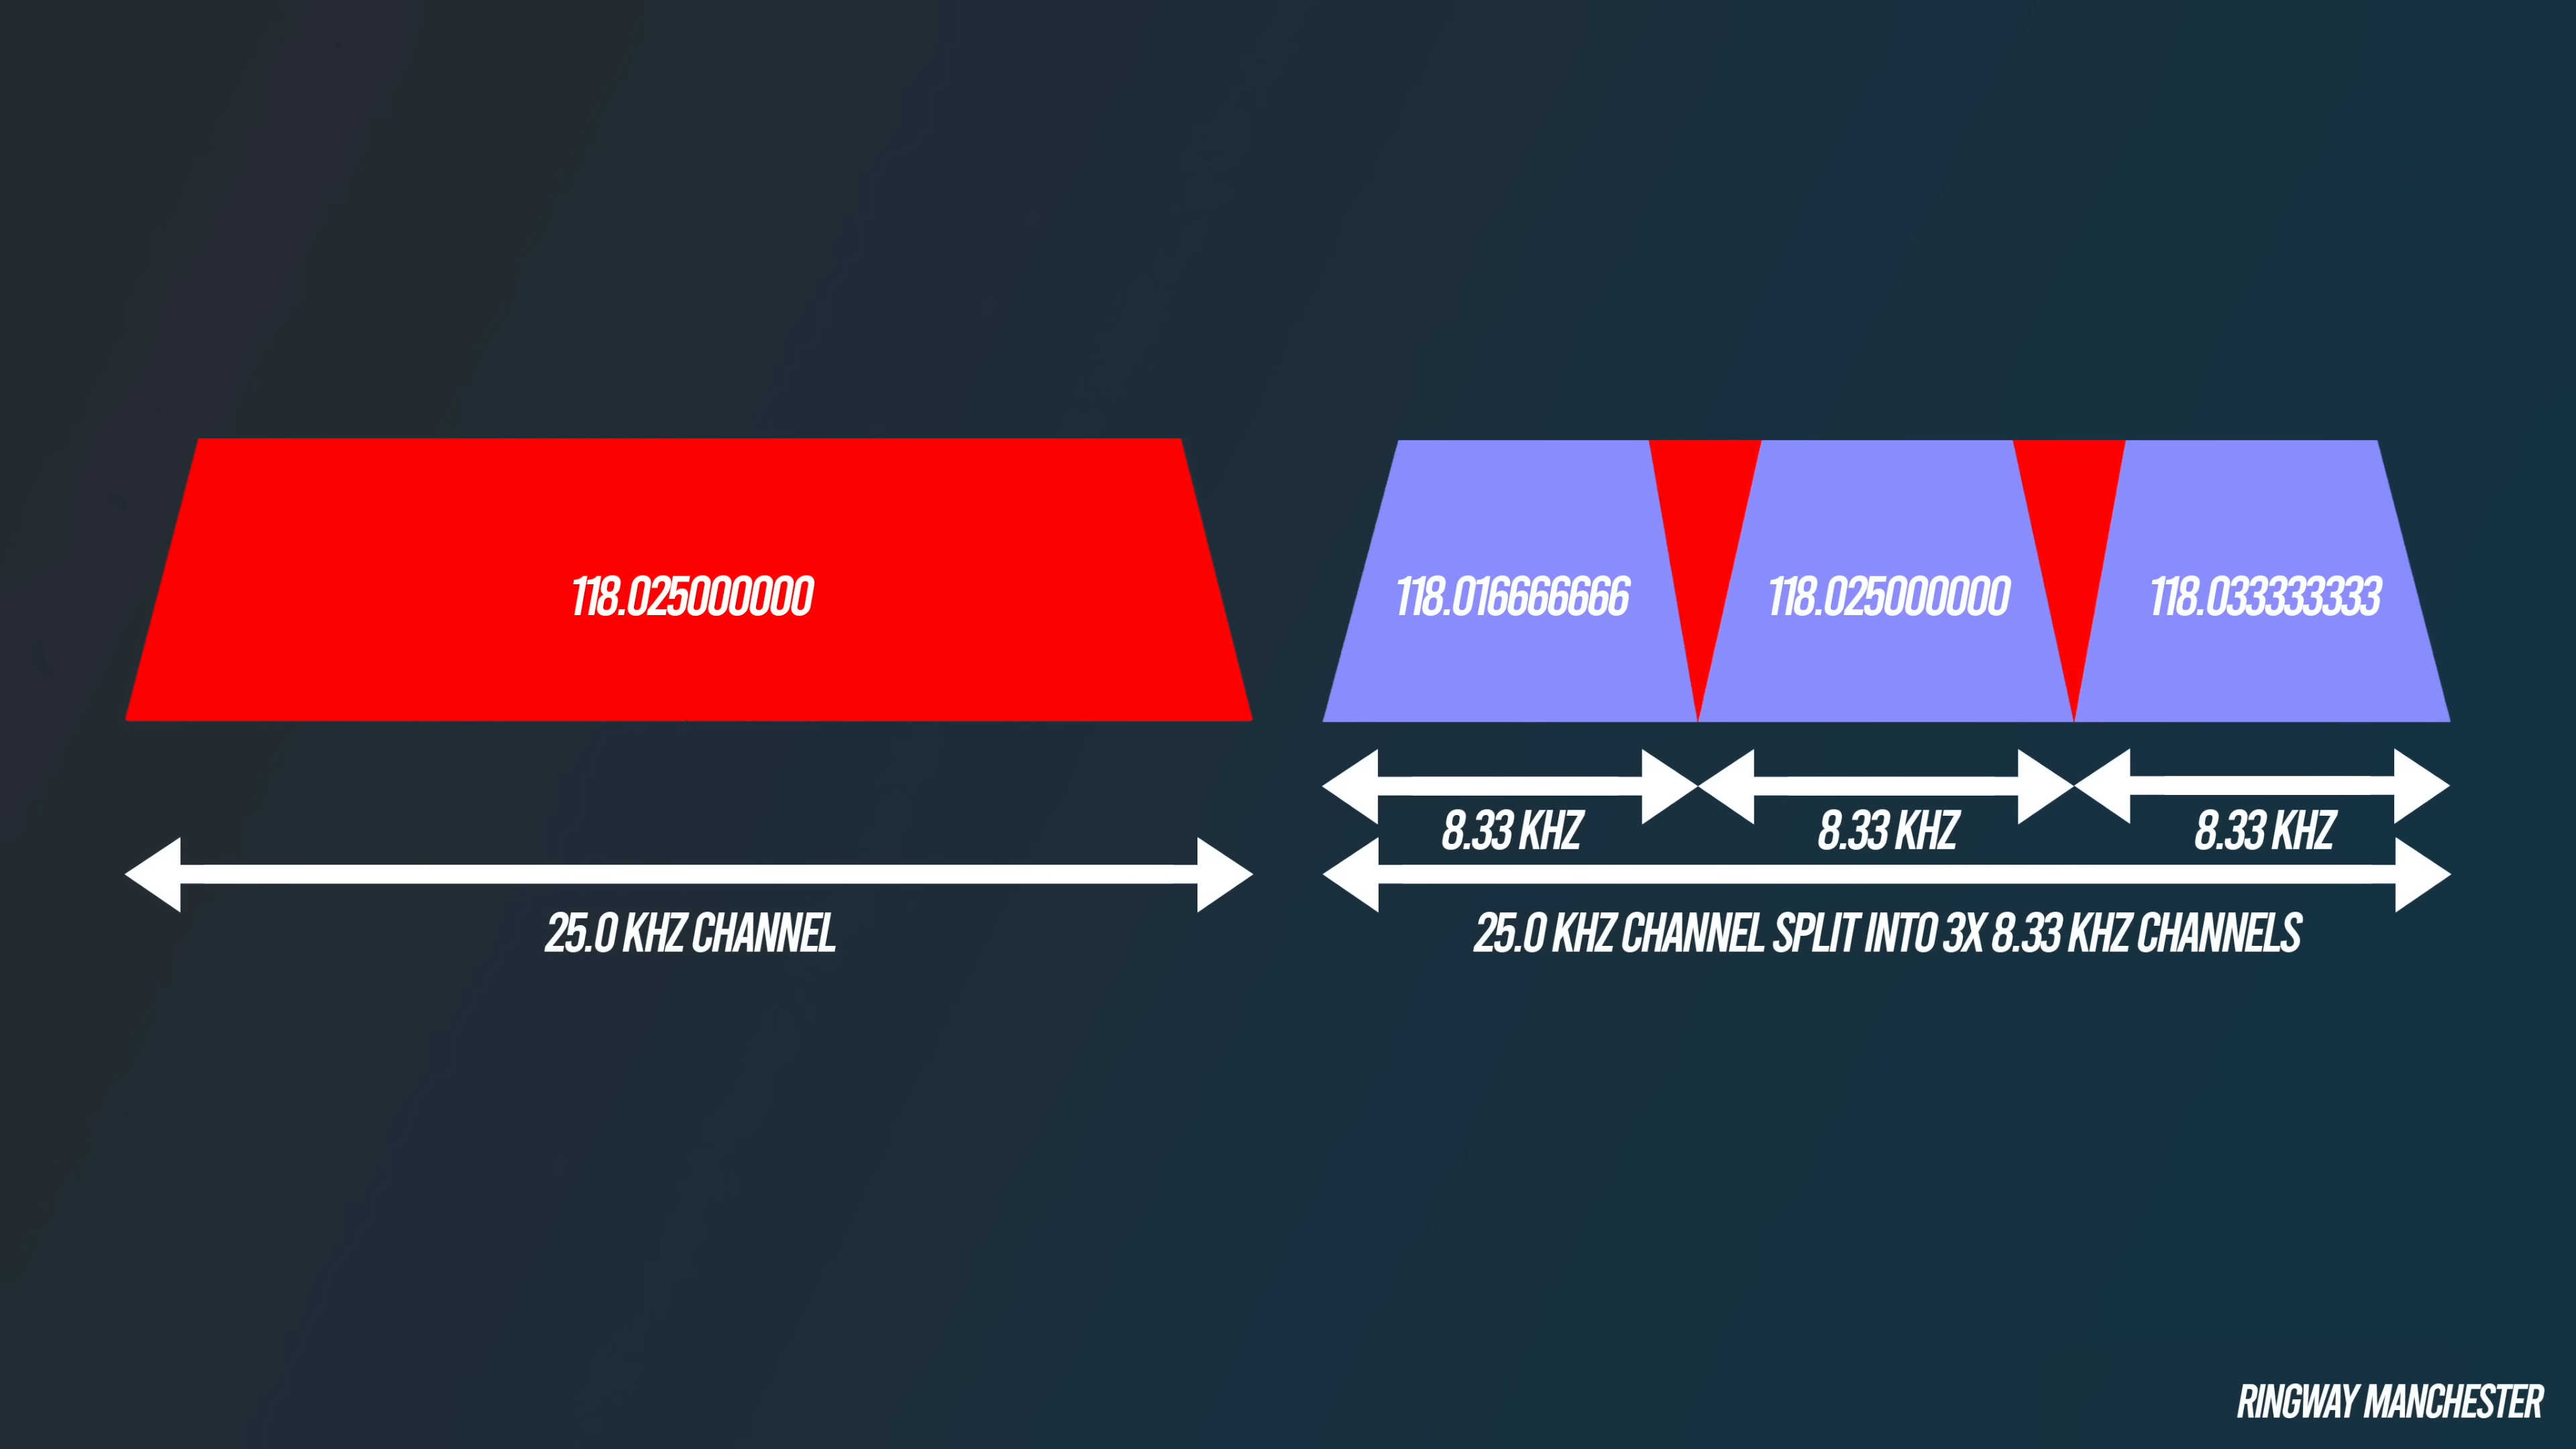 118.025000000
118.016666666
118.025000000
118.033333333
8.33 KHZ
8.33 KHZ
8.33 KHZ
25.0 KHZ CHANNEL
25.0 KHZ CHANNEL SPLIT INTO 3X 8.33 KHZ CHANNELS
RINGWAY MANCHESTER